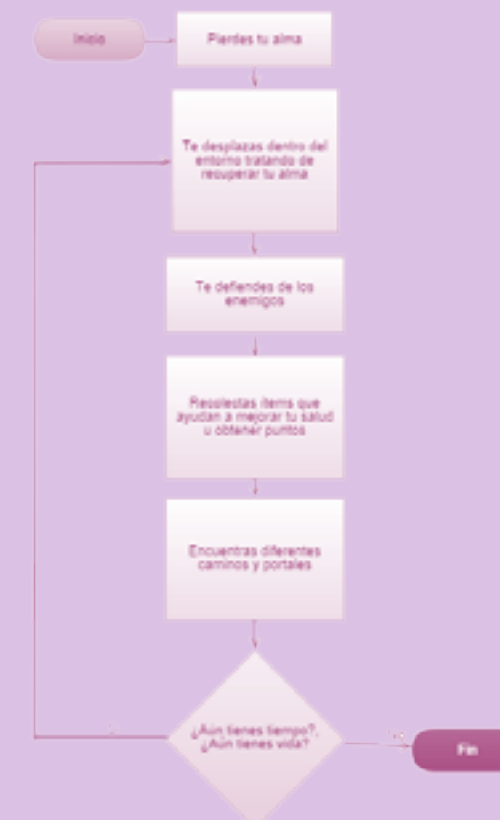 Inicio
Pierdes tu alma
Te desplazas dentro del
entorno tratando de
recuperar tu alma
Te defiendes de los
enemigos
Recolectas items que
ayudan a mejorar tu salud
u obtener puntos
Encuentras diferentes
caminos y portales
¿Aún tienes tiempo?,
¿Aún tienes vida?
Fin